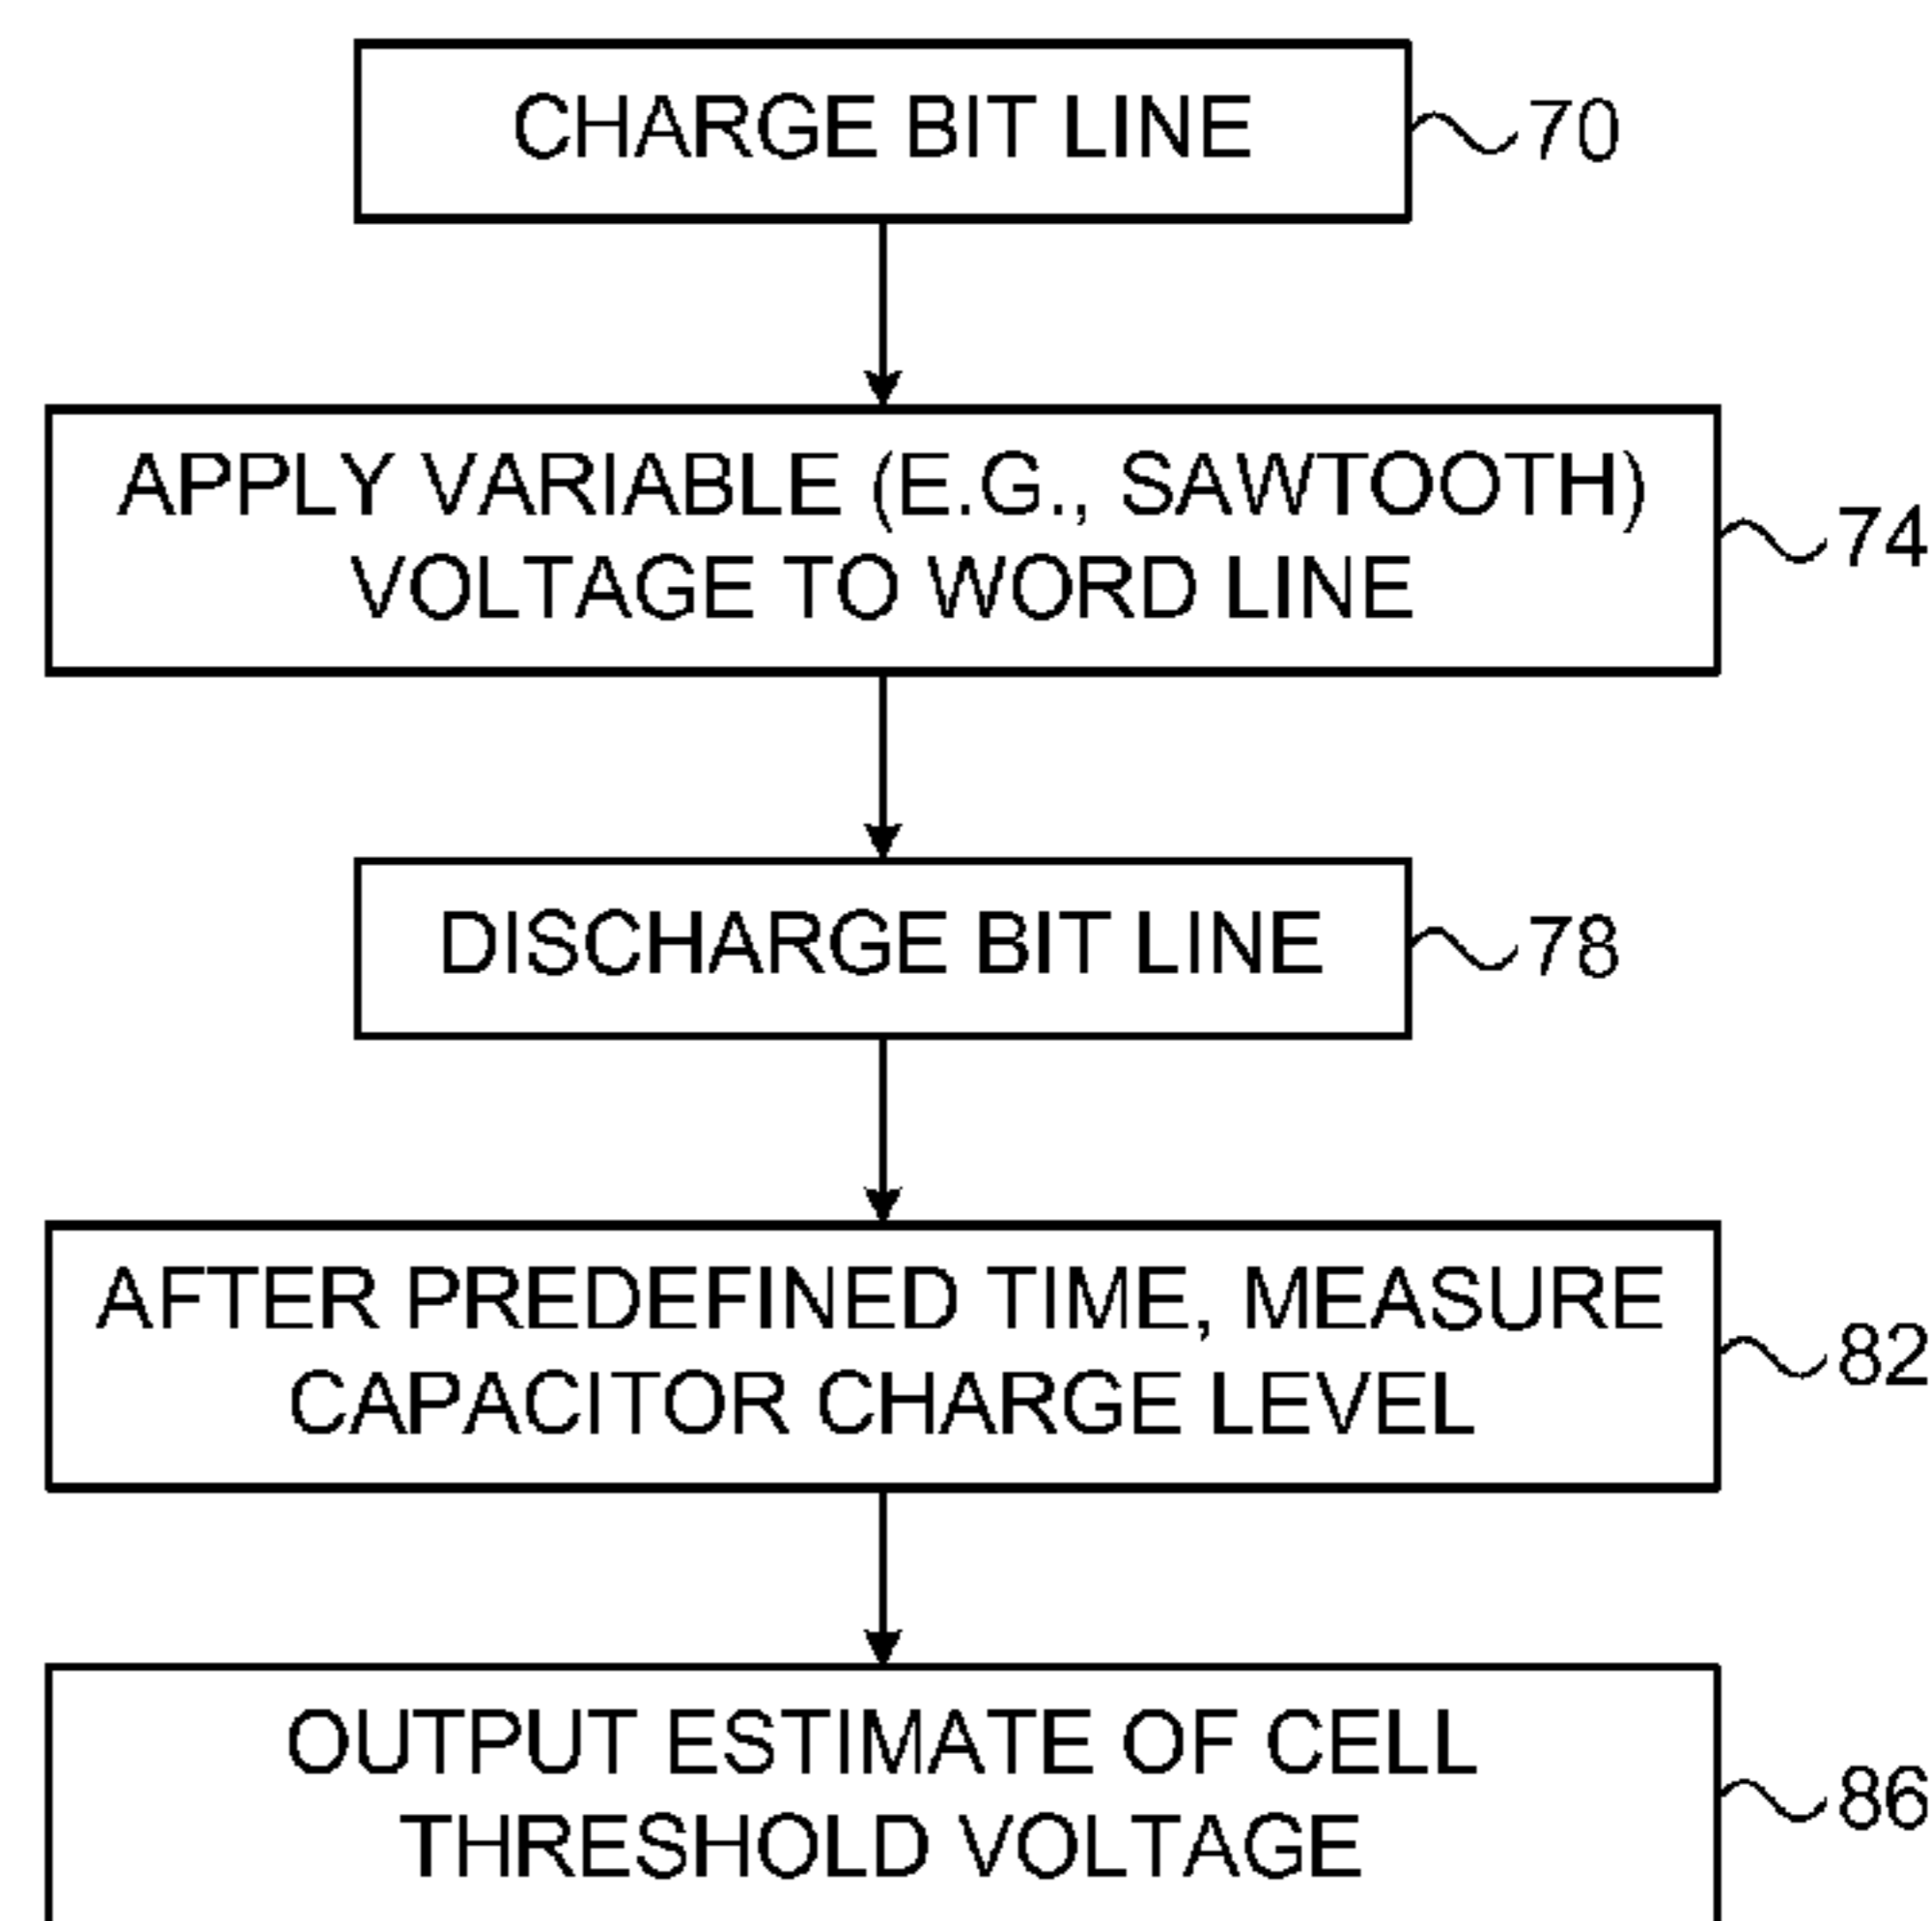 CHARGE BIT LINE
70
APPLY VARIABLE (E.G., SAWTOOTH)
VOLTAGE TO WORD LINE
74
DISCHARGE BIT LINE
78
AFTER PREDEFINED TIME, MEASURE
CAPACITOR CHARGE LEVEL
82
OUTPUT ESTIMATE OF CELL
THRESHOLD VOLTAGE
86